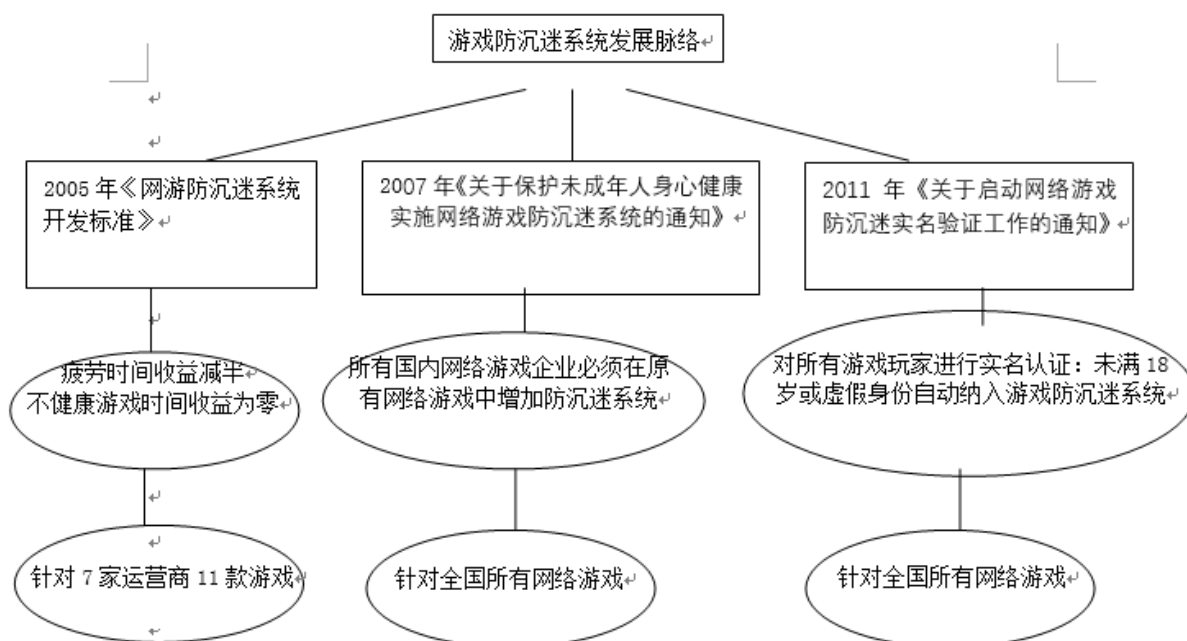 游戏防沉迷系统发展脉络
2005 年《网游防沉迷系统
开发标准》
2007 年《关于保护未成年人身心健康
实施网络游戏防沉迷系统的通知》
2011 年《关于启动网络游戏
防沉迷实名验证工作的通知》
疲劳时间收益减半
不健康游戏时间收益为零
所有国内网络游戏企业必须在原
有网络游戏中增加防沉迷系统
对所有游戏玩家进行实名认证：未满 18
岁或虚假身份自动纳入游戏防沉迷系统
针对 7 家运营商 11 款游戏
针对全国所有网络游戏
针对全国所有网络游戏